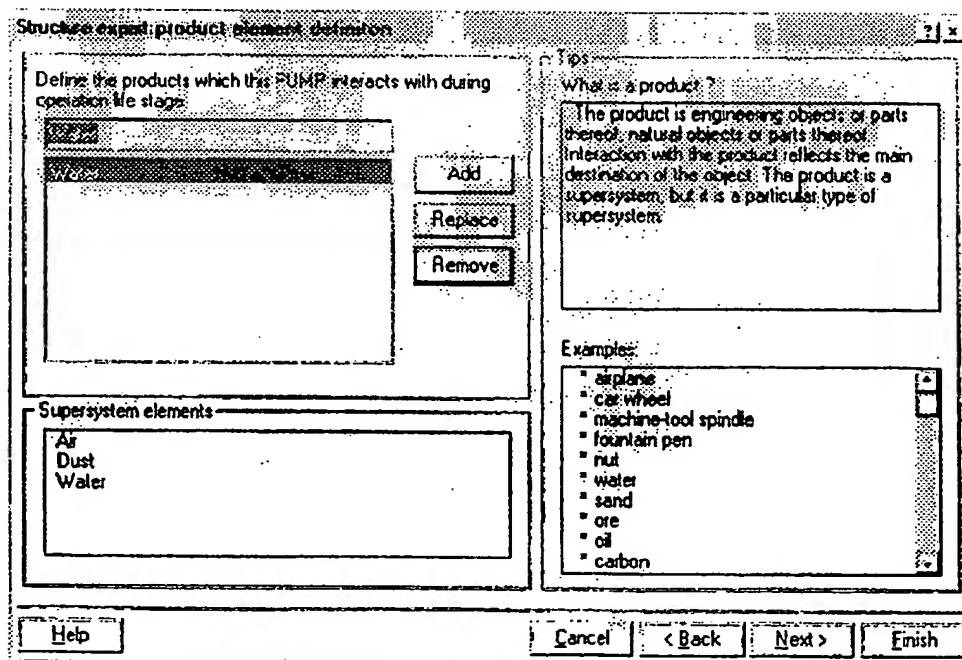 Structure expert: product element definition
? ×
Define the products which this PUMP interacts with during
operation life stage:
Add
Replace
Remove
Supersystem elements
Air
Dust
Water
Tips
What is a product ?
The product is engineering objects or parts
thereof, natural objects or parts thereof.
Interaction with the product reflects the main
destination of the object. The product is a
supersystem, but it is a particular type of
supersystem.
Examples:
* airplane
* car wheel
* machine-tool spindle
* fountain pen
* nut
* water
* sand
* ore
* oil
* carbon
Help
Cancel
< Back
Next >
Finish